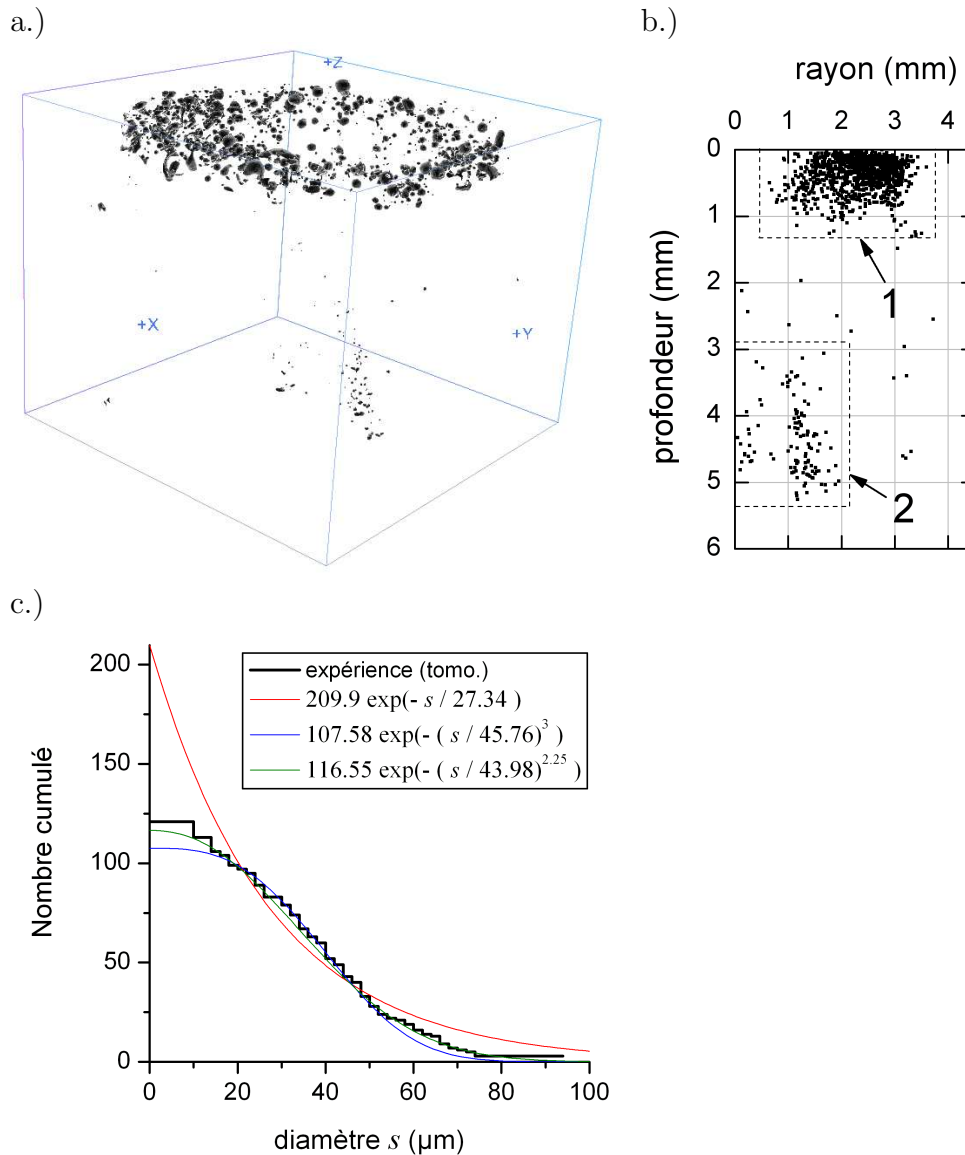 a.)
+Z
+X
+Y
b.)
rayon (mm)
0 1 2 3 4
profondeur (mm)
0
1
2
3
4
5
6
1
2
c.)
Nombre cumulé
200
150
100
50
0
expérience (tomo.)
209.9 exp(- s / 27.34 )
107.58 exp(- ( s / 45.76)^3 )
116.55 exp(- ( s / 43.98)^2.25 )
0 20 40 60 80 100
diamètre s (µm)